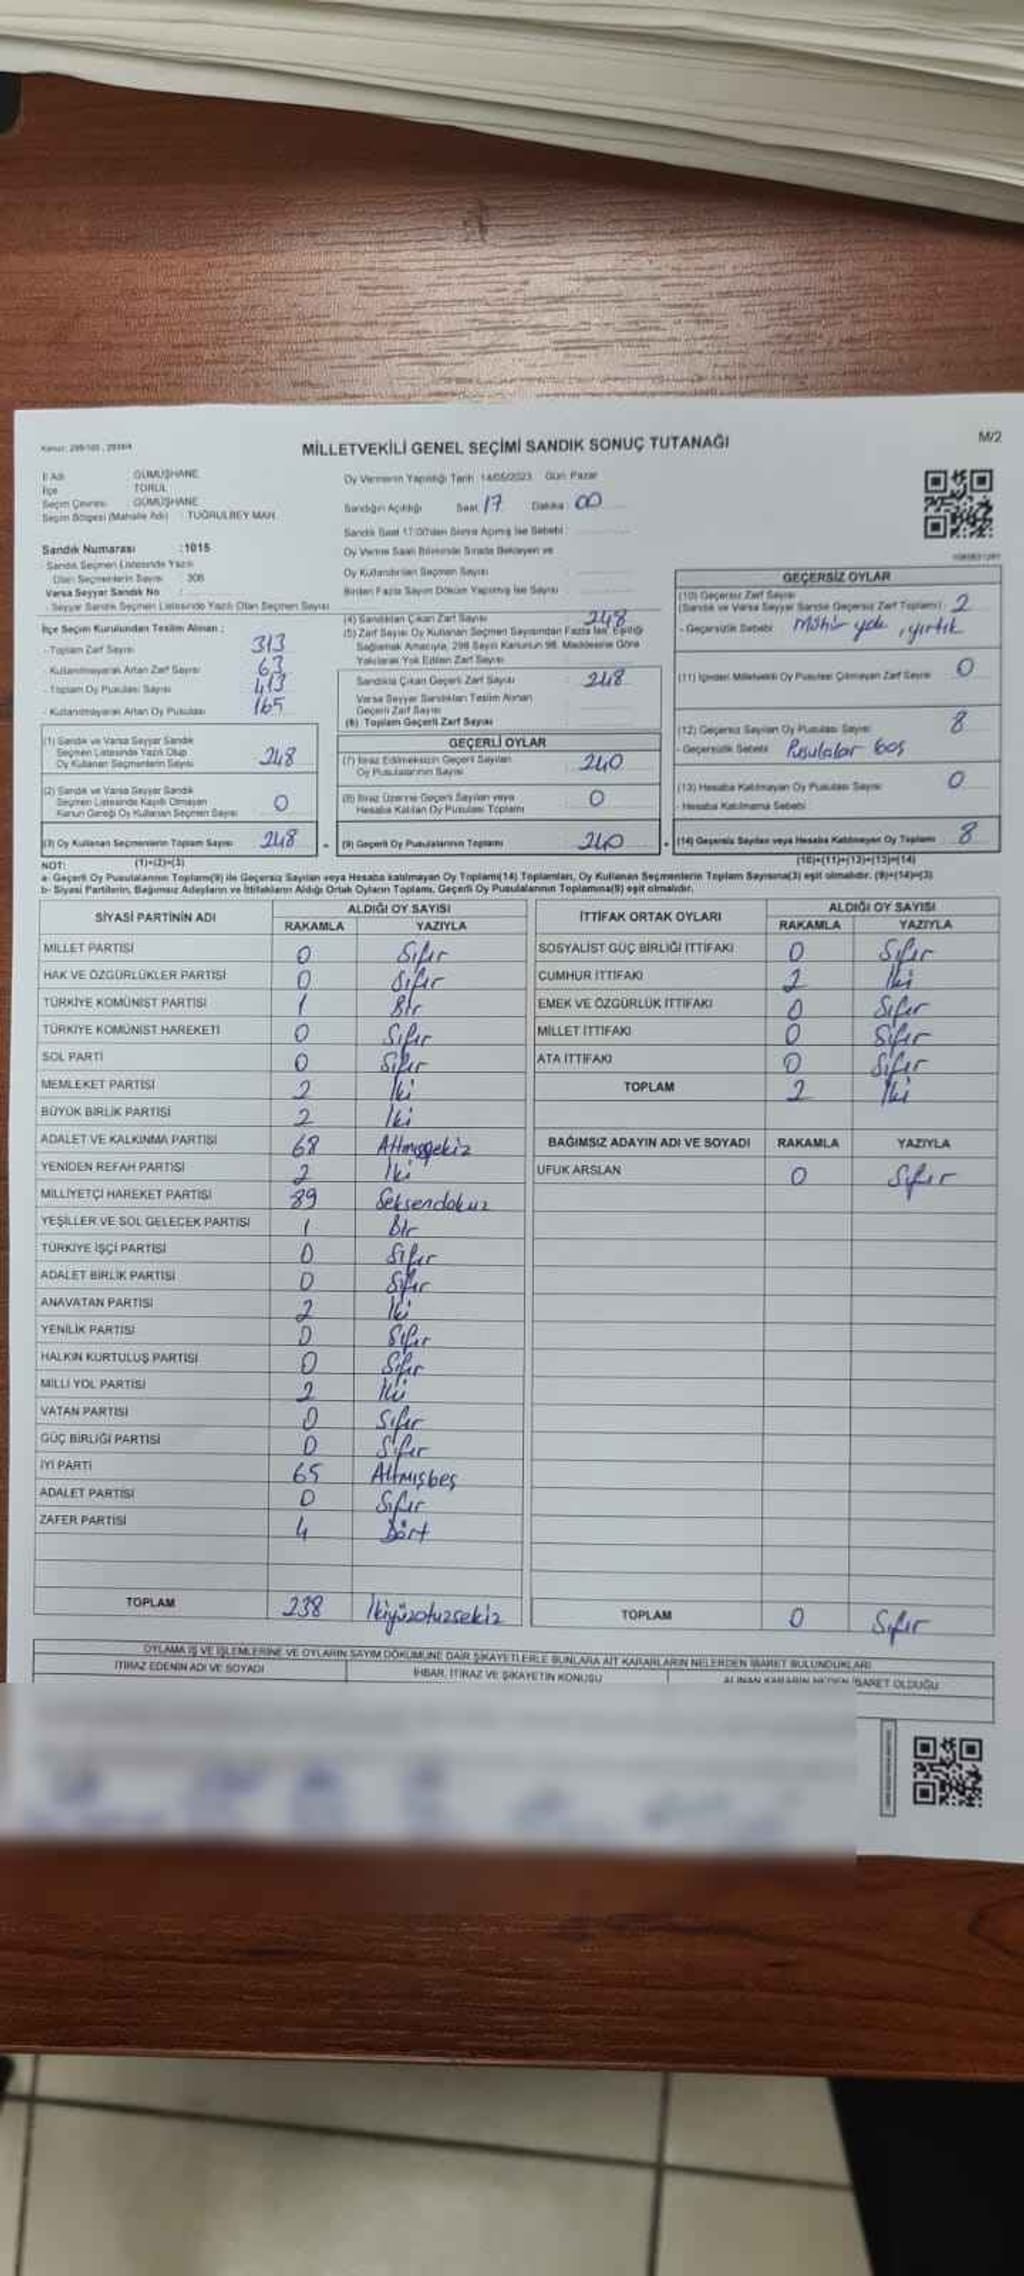 MİLLETVEKİLİ GENEL SEÇİMİ SANDIK SONUÇ TUTANAĞI
M/2
İl Adı : GÜMÜŞHANE
İlçe : TORUL
Seçim Çevresi : GÜMÜŞHANE
Seçim Bölgesi (Mahalle Adı) : TUĞRULBEY MAH.
Sandık Numarası :1015
Sandık Seçmen Listesinde Yazılı
Olan Seçmenlerin Sayısı : 308
Varsa Seyyar Sandık No :
- Seyyar Sandık Seçmen Listesinde Yazılı Olan Seçmen Sayısı
Oy Vermenin Yapıldığı Tarih: 14/05/2023 Gün: Pazar
Sandığın Açıldığı Saat: 17 Dakika: 00
Sandık Saat 17:00'den Sonra Açılmış İse Sebebi :
Oy Verme Saati Bitiminde Sırada Bekleyen ve
Oy Kullandırılan Seçmen Sayısı
Birden Fazla Sayım Döküm Yapılmış İse Sayısı
İlçe Seçim Kurulundan Teslim Alınan :
- Toplam Zarf Sayısı 313
- Kullanılmayarak Artan Zarf Sayısı 63
- Toplam Oy Pusulası Sayısı 413
- Kullanılmayarak Artan Oy Pusulası 165
(1) Sandık ve Varsa Seyyar Sandık
Seçmen Listesinde Yazılı Olup
Oy Kullanan Seçmenlerin Sayısı 248
(2) Sandık ve Varsa Seyyar Sandık
Seçmen Listesinde Kayıtlı Olmayan
Kanun Gereği Oy Kullanan Seçmen Sayısı 0
(3) Oy Kullanan Seçmenlerin Toplam Sayısı 248
(1)+(2)=(3)
(4) Sandıktan Çıkan Zarf Sayısı 248
(5) Zarf Sayısı Oy Kullanan Seçmen Sayısından Fazla İse, Eşitliği
Sağlamak Amacıyla, 298 Sayılı Kanunun 98. Maddesine Göre
Yakılarak Yok Edilen Zarf Sayısı
Sandıkta Çıkan Geçerli Zarf Sayısı 248
Varsa Seyyar Sandıktan Teslim Alınan
Geçerli Zarf Sayısı
(6) Toplam Geçerli Zarf Sayısı
GEÇERLİ OYLAR
(7) İtiraz Edilmeksizin Geçerli Sayılan
Oy Pusulalarının Sayısı 240
(8) İtiraz Üzerine Geçerli Sayılan veya
Hesaba Katılan Oy Pusulası Toplamı 0
(9) Geçerli Oy Pusulalarının Toplamı 240
GEÇERSİZ OYLAR
(10) Geçersiz Zarf Sayısı
(Sandık ve Varsa Seyyar Sandık Geçersiz Zarf Toplamı) 2
- Geçersizlik Sebebi Mühür yok, yırtık
(11) İçinden Milletvekili Oy Pusulası Çıkmayan Zarf Sayısı 0
(12) Geçersiz Sayılan Oy Pusulası Sayısı 8
- Geçersizlik Sebebi Pusulalar boş
(13) Hesaba Katılmayan Oy Pusulası Sayısı 0
- Hesaba Katılmama Sebebi
(14) Geçersiz Sayılan veya Hesaba Katılmayan Oy Toplamı 8
(10)+(11)+(12)+(13)=(14)
NOT:
a- Geçerli Oy Pusulalarının Toplamı(9) ile Geçersiz Sayılan veya Hesaba katılmayan Oy Toplamı(14) Toplamları, Oy Kullanan Seçmenlerin Toplam Sayısına(3) eşit olmalıdır. (9)+(14)=(3)
b- Siyasi Partilerin, Bağımsız Adayların ve İttifakların Aldığı Ortak Oyların Toplamı, Geçerli Oy Pusulalarının Toplamına(9) eşit olmalıdır.
SİYASİ PARTİNİN ADI ALDIĞI OY SAYISI
RAKAMLA YAZIYLA
MİLLET PARTİSİ 0 Sıfır
HAK VE ÖZGÜRLÜKLER PARTİSİ 0 Sıfır
TÜRKİYE KOMÜNİST PARTİSİ 1 Bir
TÜRKİYE KOMÜNİST HAREKETİ 0 Sıfır
SOL PARTİ 0 Sıfır
MEMLEKET PARTİSİ 2 İki
BÜYÜK BİRLİK PARTİSİ 2 İki
ADALET VE KALKINMA PARTİSİ 68 Altmışsekiz
YENİDEN REFAH PARTİSİ 2 İki
MİLLİYETÇİ HAREKET PARTİSİ 89 Seksendokuz
YEŞİLLER VE SOL GELECEK PARTİSİ 1 Bir
TÜRKİYE İŞÇİ PARTİSİ 0 Sıfır
ADALET BİRLİK PARTİSİ 0 Sıfır
ANAVATAN PARTİSİ 2 İki
YENİLİK PARTİSİ 0 Sıfır
HALKIN KURTULUŞ PARTİSİ 0 Sıfır
MİLLİ YOL PARTİSİ 2 İki
VATAN PARTİSİ 0 Sıfır
GÜÇ BİRLİĞİ PARTİSİ 0 Sıfır
İYİ PARTİ 65 Altmışbeş
ADALET PARTİSİ 0 Sıfır
ZAFER PARTİSİ 4 Dört
TOPLAM 238 İkiyüzotuzsekiz
İTTİFAK ORTAK OYLARI ALDIĞI OY SAYISI
RAKAMLA YAZIYLA
SOSYALİST GÜÇ BİRLİĞİ İTTİFAKI 0 Sıfır
CUMHUR İTTİFAKI 2 İki
EMEK VE ÖZGÜRLÜK İTTİFAKI 0 Sıfır
MİLLET İTTİFAKI 0 Sıfır
ATA İTTİFAKI 0 Sıfır
TOPLAM 2 İki
BAĞIMSIZ ADAYIN ADI VE SOYADI RAKAMLA YAZIYLA
UFUK ARSLAN 0 Sıfır
TOPLAM 0 Sıfır
OYLAMA İŞ VE İŞLEMLERİNE VE OYLARIN SAYIM DÖKÜMÜNE DAİR ŞİKAYETLERLE BUNLARA AİT KARARLARIN NELERDEN İBARET BULUNDUKLARI
İTİRAZ EDENİN ADI VE SOYADI İHBAR, İTİRAZ VE ŞİKAYETİN KONUSU ALINAN KARARIN NEDEN İBARET OLDUĞU